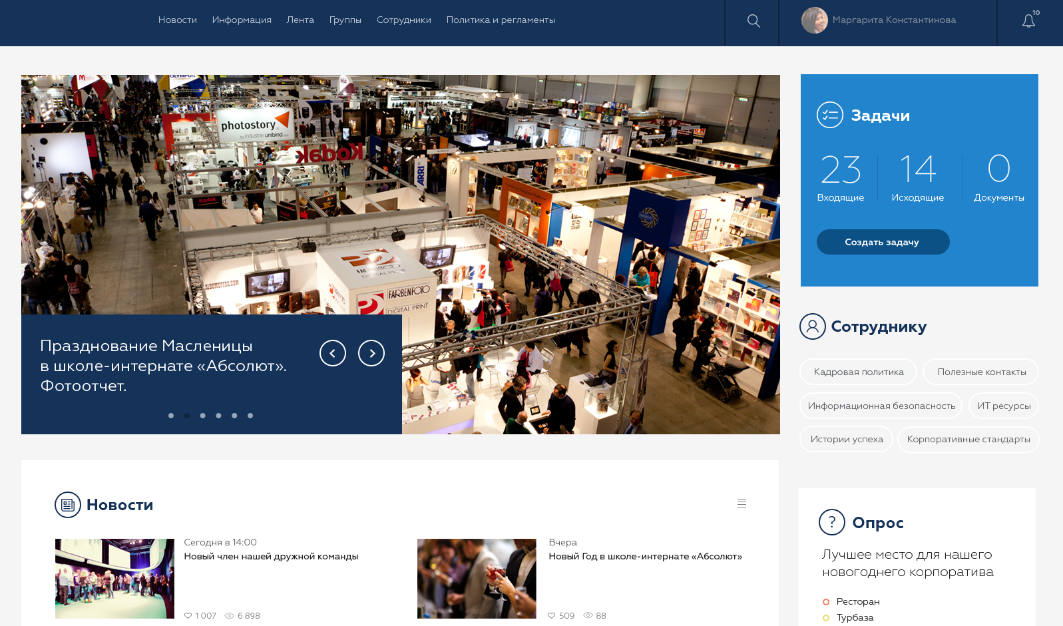 Новости Информация Лента Группы Сотрудники Политика и регламенты
Маргарита Константинова
10
photostory
Kodak
FARBENFOTO
DIGITAL PRINT
Празднование Масленицы
в школе-интернате «Абсолют».
Фотоотчет.
Задачи
23 14 0
Входящие Исходящие Документы
Создать задачу
Сотруднику
Кадровая политика Полезные контакты
Информационная безопасность ИТ ресурсы
Истории успеха Корпоративные стандарты
Новости
Сегодня в 14:00
Новый член нашей дружной команды
1 007 6 898
Вчера
Новый Год в школе-интернате «Абсолют»
509 88
Опрос
Лучшее место для нашего
новогоднего корпоратива
Ресторан
Турбаза